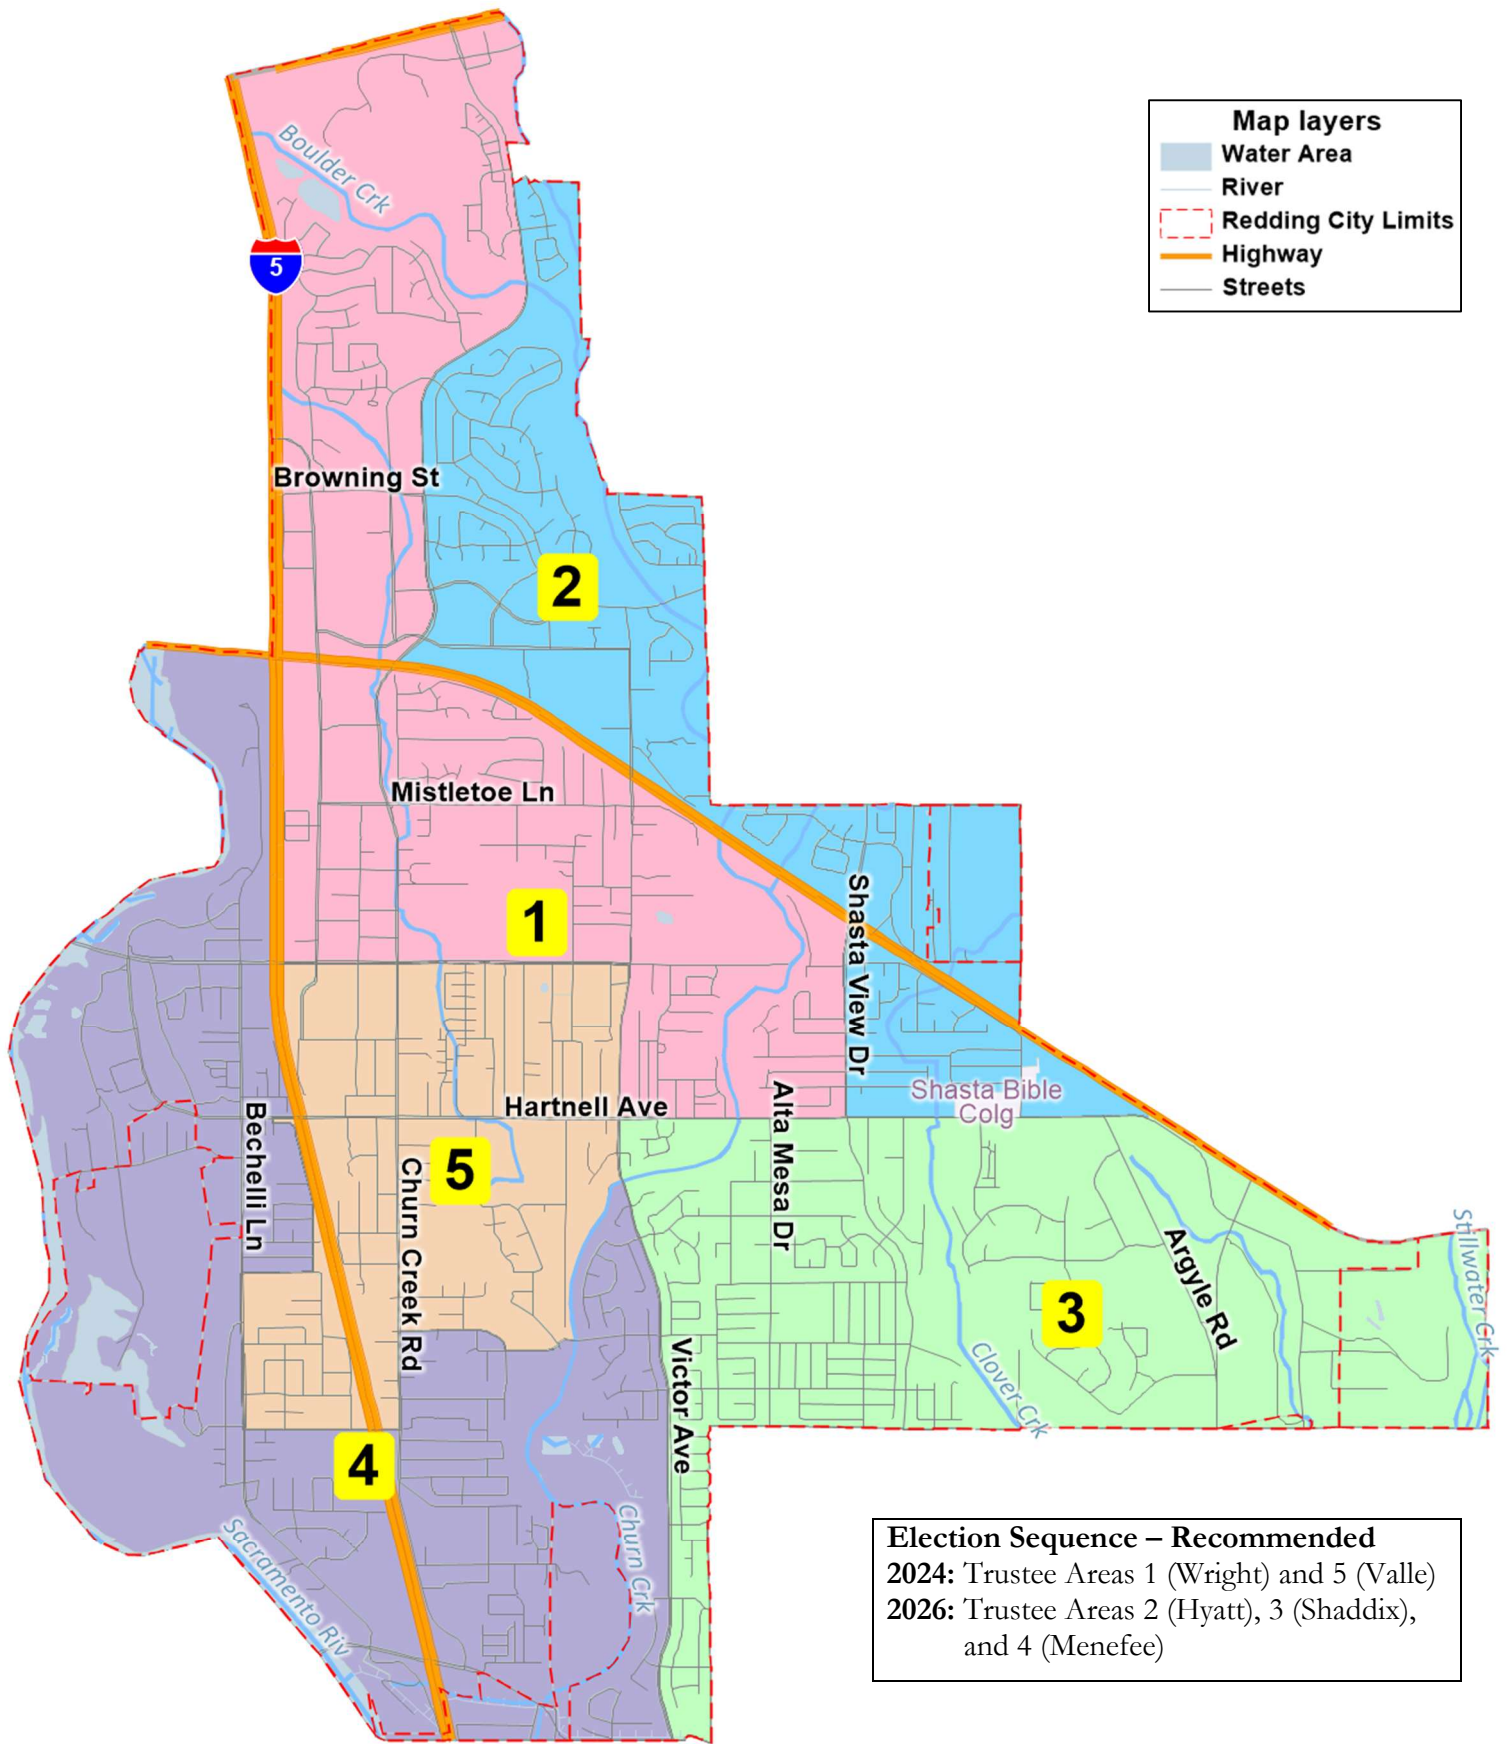 Map layers
Water Area
River
Redding City Limits
Highway
Streets
Boulder Crk
5
Browning St
2
Mistletoe Ln
1
Shasta View Dr
Shasta Bible
Colg
Hartnell Ave
Alta Mesa Dr
Bechelli Ln
5
Churn Creek Rd
Argyle Rd
Stillwater Crk
3
Clover Crk
Victor Ave
4
Churn Crk
Sacramento Riv
Election Sequence – Recommended
2024: Trustee Areas 1 (Wright) and 5 (Valle)
2026: Trustee Areas 2 (Hyatt), 3 (Shaddix),
and 4 (Menefee)